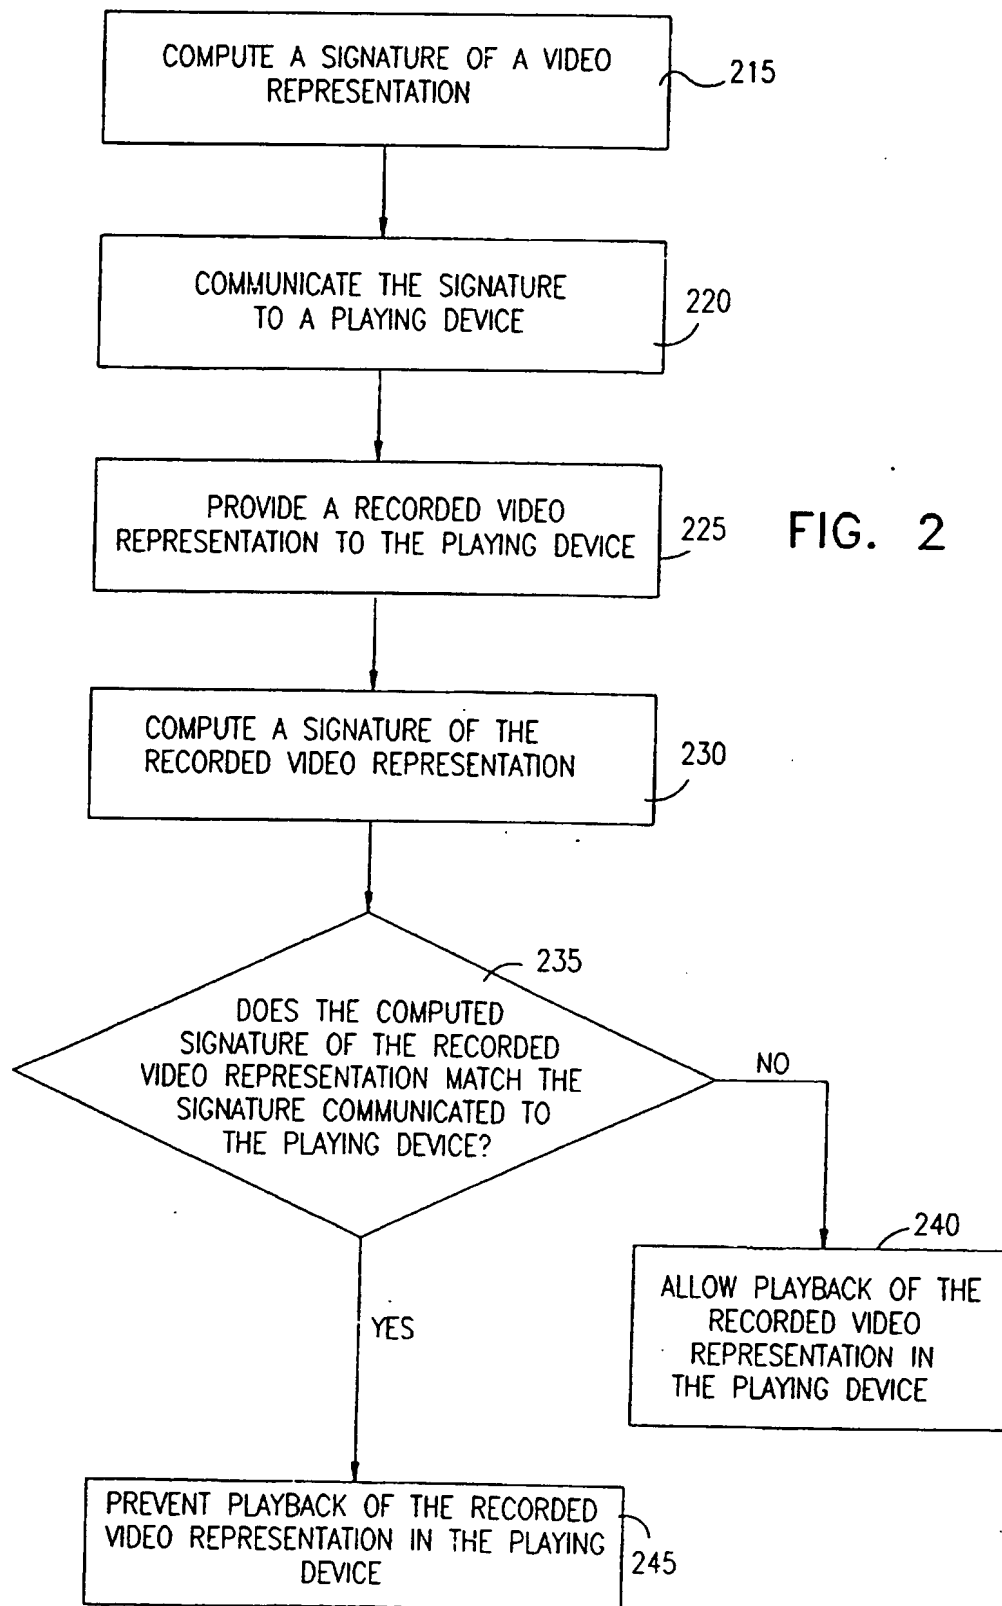 COMPUTE A SIGNATURE OF A VIDEO
REPRESENTATION
215
COMMUNICATE THE SIGNATURE
TO A PLAYING DEVICE
220
PROVIDE A RECORDED VIDEO
REPRESENTATION TO THE PLAYING DEVICE
225
FIG. 2
COMPUTE A SIGNATURE OF THE
RECORDED VIDEO REPRESENTATION
230
235
DOES THE COMPUTED
SIGNATURE OF THE RECORDED
VIDEO REPRESENTATION MATCH THE
SIGNATURE COMMUNICATED TO
THE PLAYING DEVICE?
NO
240
ALLOW PLAYBACK OF THE
RECORDED VIDEO
REPRESENTATION IN
THE PLAYING DEVICE
YES
PREVENT PLAYBACK OF THE RECORDED
VIDEO REPRESENTATION IN THE PLAYING
DEVICE
245